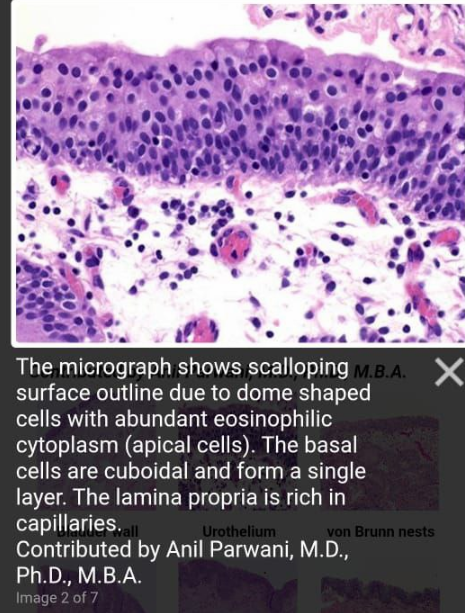 The micrograph shows scalloping
surface outline due to dome shaped
cells with abundant eosinophilic
cytoplasm (apical cells). The basal
cells are cuboidal and form a single
layer. The lamina propria is rich in
capillaries.
Contributed by Anil Parwani, M.D.,
Ph.D., M.B.A.
Image 2 of 7
M.B.A.
Bladder wall
Urothelium
von Brunn nests